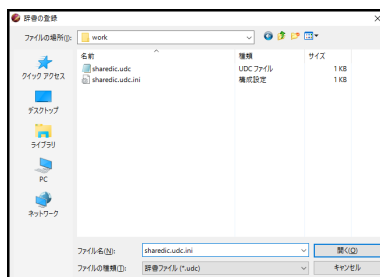 辞書の登録
ファイルの場所(I):
work
名前
種類
サイズ
sharedic.udc
UDC ファイル
1 KB
sharedic.udc.ini
構成設定
1 KB
クイック アクセス
デスクトップ
ライブラリ
PC
ネットワーク
ファイル名(N):
sharedic.udc.ini
開く(O)
ファイルの種類(T):
辞書ファイル (*.udc)
キャンセル